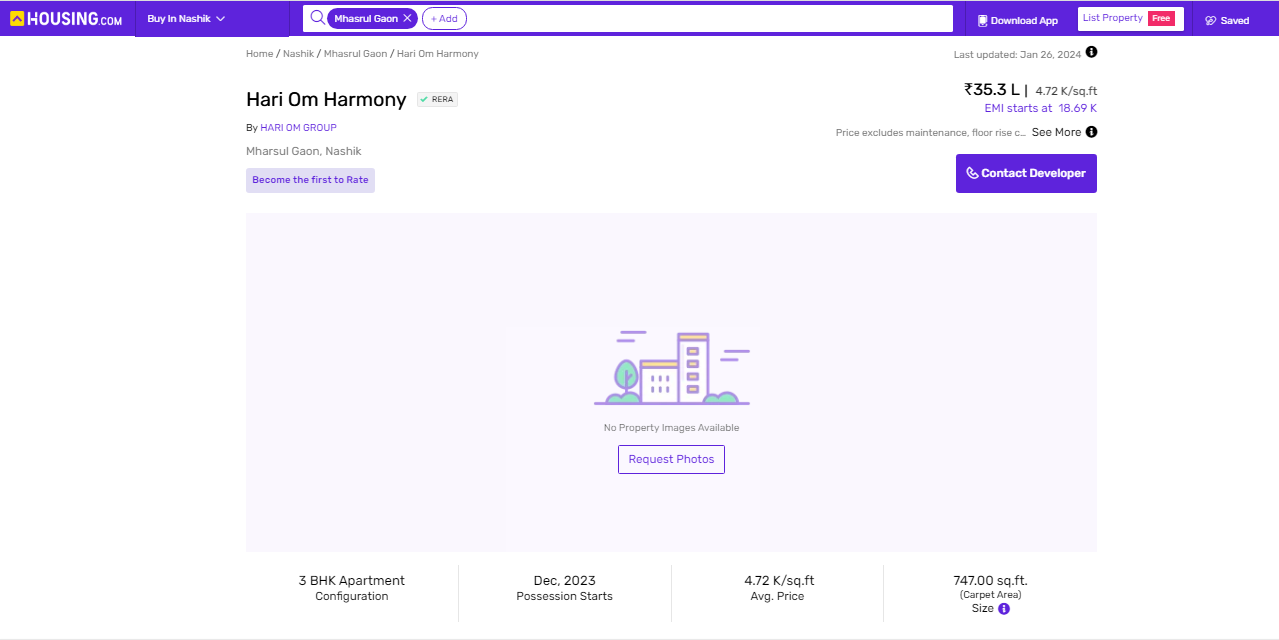 HOUSING.COM
Buy In Nashik
Mhasrul Gaon
+ Add
Download App
List Property Free
Saved
Home / Nashik / Mhasrul Gaon / Hari Om Harmony
Last updated: Jan 26, 2024
Hari Om Harmony
RERA
₹35.3 L | 4.72 K/sq.ft
EMI starts at 18.69 K
By HARI OM GROUP
Price excludes maintenance, floor rise c... See More
Mharsul Gaon, Nashik
Contact Developer
Become the first to Rate
No Property Images Available
Request Photos
3 BHK Apartment
Configuration
Dec, 2023
Possession Starts
4.72 K/sq.ft
Avg. Price
747.00 sq.ft.
(Carpet Area)
Size